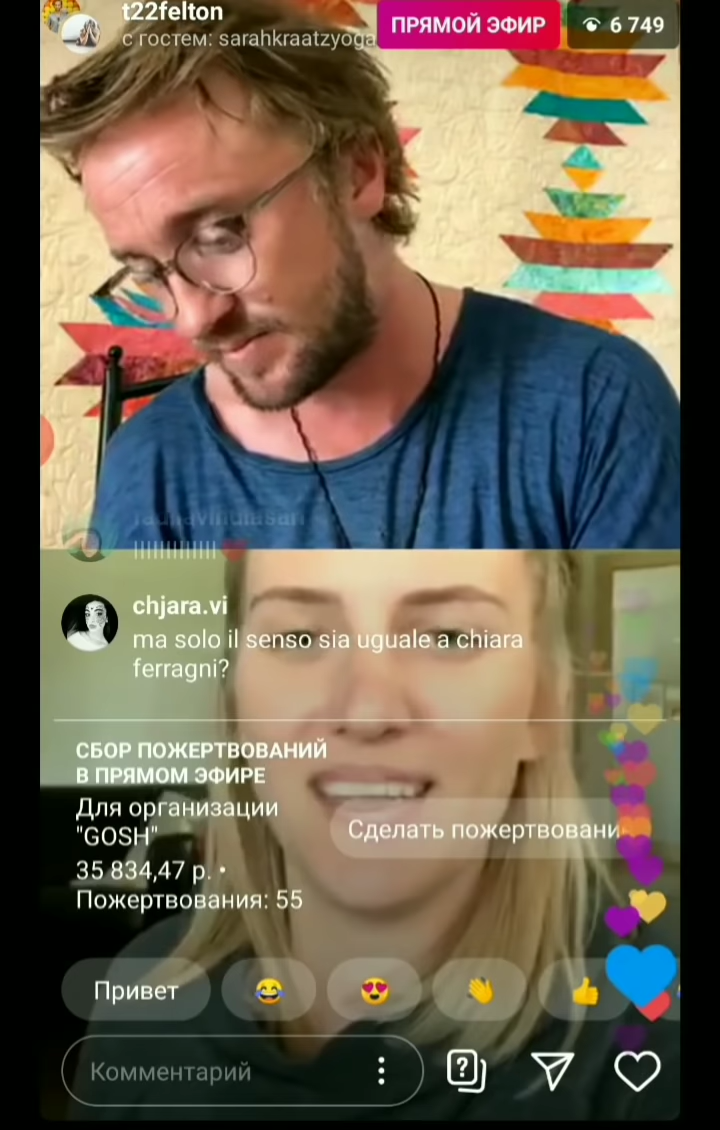 t22felton
с гостем: sarahkraatzyoga
ПРЯМОЙ ЭФИР
6 749
||||||||||||
chjara.vi
ma solo il senso sia uguale a chiara
ferragni?
СБОР ПОЖЕРТВОВАНИЙ
В ПРЯМОМ ЭФИРЕ
Для организации
"GOSH"
35 834,47 р. •
Пожертвования: 55
Сделать пожертвовани
Привет
Комментарий